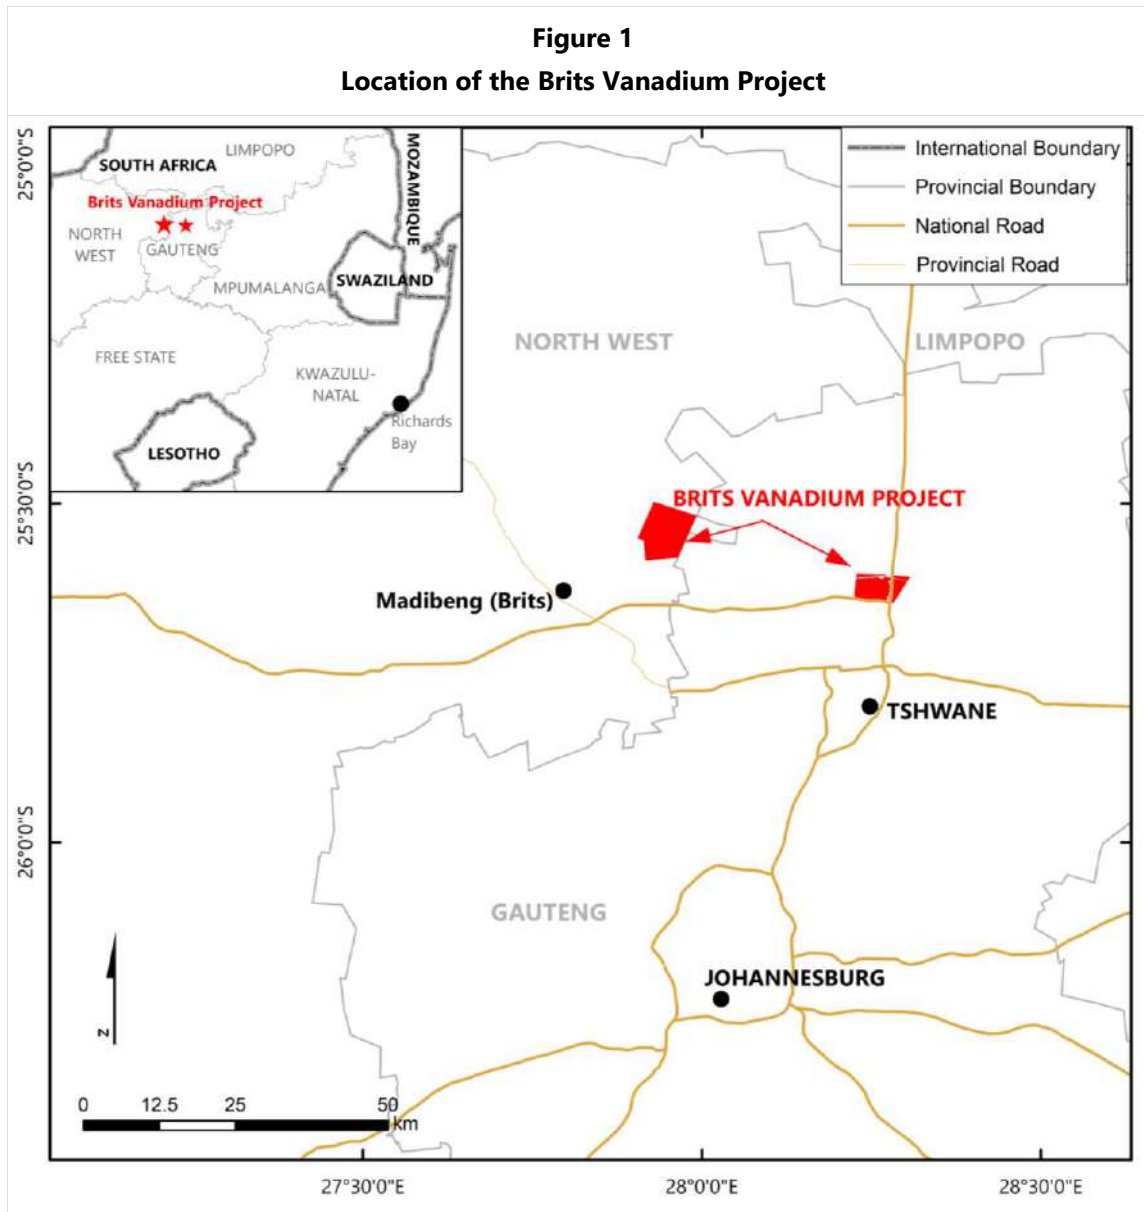 Figure 1
Location of the Brits Vanadium Project
25°0'0"S
25°30'0"S
26°0'0"S
SOUTH AFRICA
LIMPOPO
MOZAMBIQUE
Brits Vanadium Project
NORTH
WEST
GAUTENG
MPUMALANGA
SWAZILAND
FREE STATE
KWAZULU-
NATAL
Richards
Bay
LESOTHO
International Boundary
Provincial Boundary
National Road
Provincial Road
NORTH WEST
LIMPOPO
BRITS VANADIUM PROJECT
Madibeng (Brits)
TSHWANE
GAUTENG
JOHANNESBURG
z
0 12.5 25 50
km
27°30'0"E 28°0'0"E 28°30'0"E